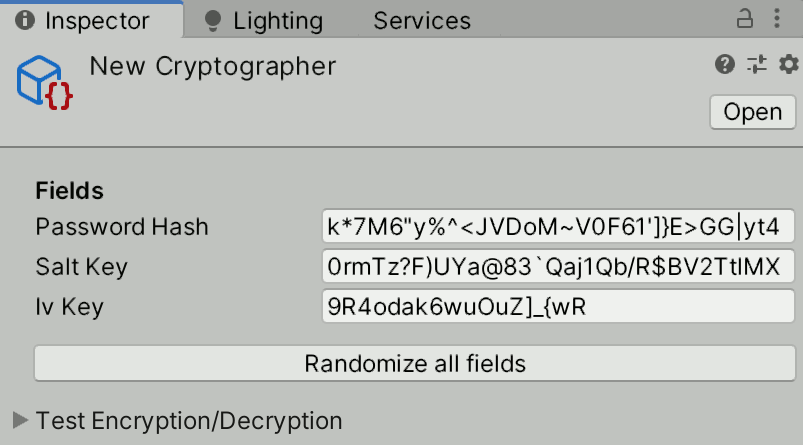 Inspector Lighting Services
New Cryptographer
Open
Fields
Password Hash k*7M6"y%^<JVDoM~V0F61']}E>GG|yt4
Salt Key 0rmTz?F)UYa@83`Qaj1Qb/R$BV2TtIMX
Iv Key 9R4odak6wuOuZ]_{wR
Randomize all fields
Test Encryption/Decryption